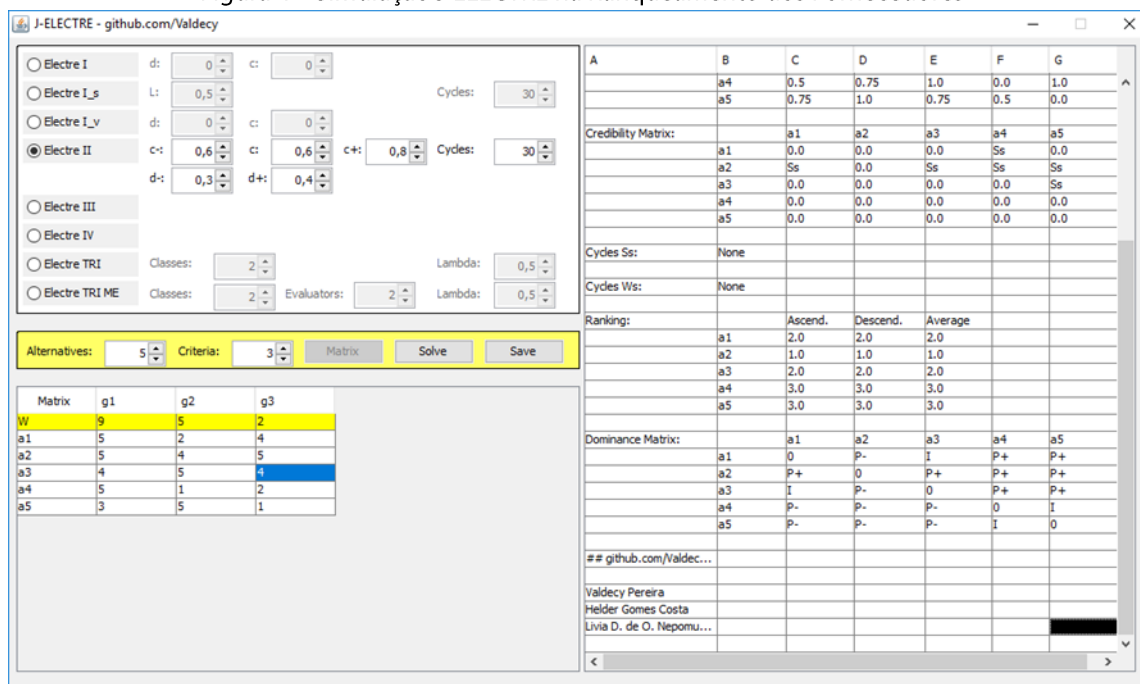 J-ELECTRE - github.com/Valdecy
Electre I d: 0 c: 0
Electre I_s L: 0,5 Cycles: 30
Electre I_v d: 0 c: 0
Electre II c-: 0,6 c: 0,6 c+: 0,8 Cycles: 30
d-: 0,3 d+: 0,4
Electre III
Electre IV
Electre TRI Classes: 2 Lambda: 0,5
Electre TRI ME Classes: 2 Evaluators: 2 Lambda: 0,5
Alternatives: 5 Criteria: 3 Matrix Solve Save
Matrix g1 g2 g3
W 9 5 2
a1 5 2 4
a2 5 4 5
a3 4 5 4
a4 5 1 2
a5 3 5 1
A B C D E F G
a4 0.5 0.75 1.0 0.0 1.0
a5 0.75 1.0 0.75 0.5 0.0
Credibility Matrix: a1 a2 a3 a4 a5
a1 0.0 0.0 0.0 Ss 0.0
a2 Ss 0.0 Ss Ss Ss
a3 0.0 0.0 0.0 0.0 Ss
a4 0.0 0.0 0.0 0.0 0.0
a5 0.0 0.0 0.0 0.0 0.0
Cycles Ss: None
Cycles Ws: None
Ranking: Ascend. Descend. Average
a1 2.0 2.0 2.0
a2 1.0 1.0 1.0
a3 2.0 2.0 2.0
a4 3.0 3.0 3.0
a5 3.0 3.0 3.0
Dominance Matrix: a1 a2 a3 a4 a5
a1 0 P- I P+ P+
a2 P+ 0 P+ P+ P+
a3 I P- 0 P+ P+
a4 P- P- P- 0 I
a5 P- P- P- I 0
## github.com/Valdec...
Valdecy Pereira
Helder Gomes Costa
Livia D. de O. Nepomu...